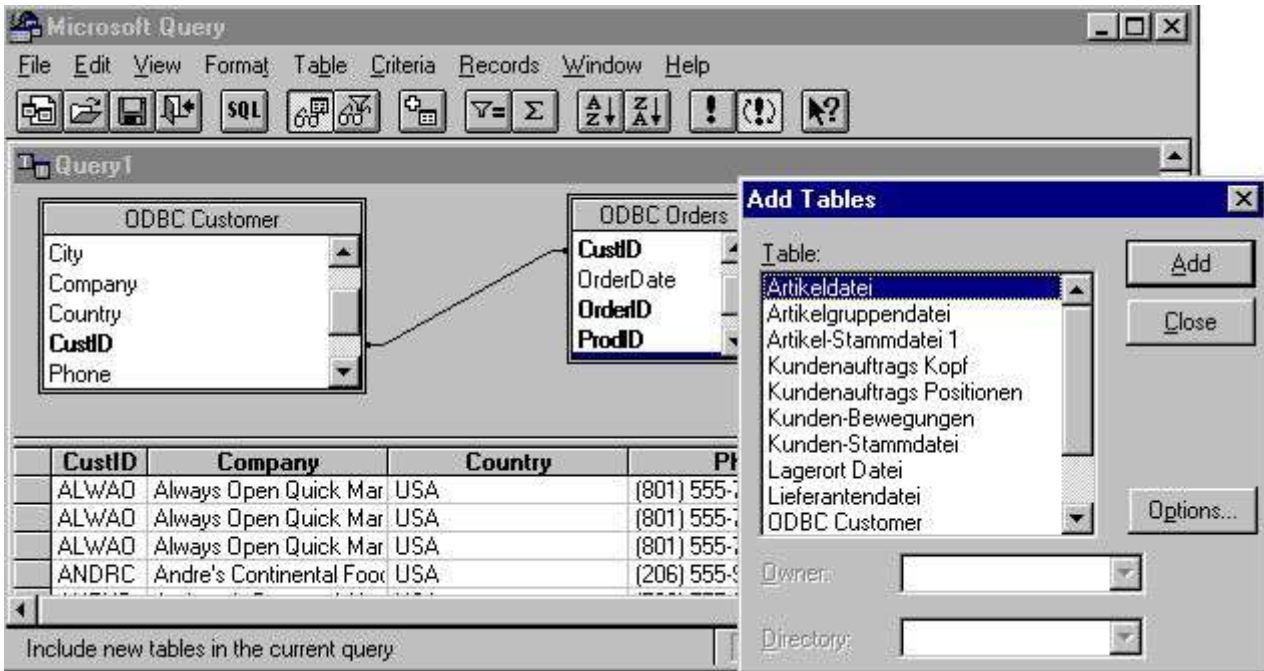 Microsoft Query
File Edit View Format Table Criteria Records Window Help
SQL
Query1
ODBC Customer
City
Company
Country
CustID
Phone
ODBC Orders
CustID
OrderDate
OrderID
ProdID
CustID Company Country
ALWAO Always Open Quick Mar USA (801) 555-
ALWAO Always Open Quick Mar USA (801) 555-
ALWAO Always Open Quick Mar USA (801) 555-
ANDRC Andre's Continental Food USA (206) 555-
Include new tables in the current query
Add Tables
Table:
Artikeldatei
Artikelgruppendatei
Artikel-Stammdatei 1
Kundenauftrags Kopf
Kundenauftrags Positionen
Kunden-Bewegungen
Kunden-Stammdatei
Lagerort Datei
Lieferantendatei
ODBC Customer
Add
Close
Options...
Owner:
Directory: